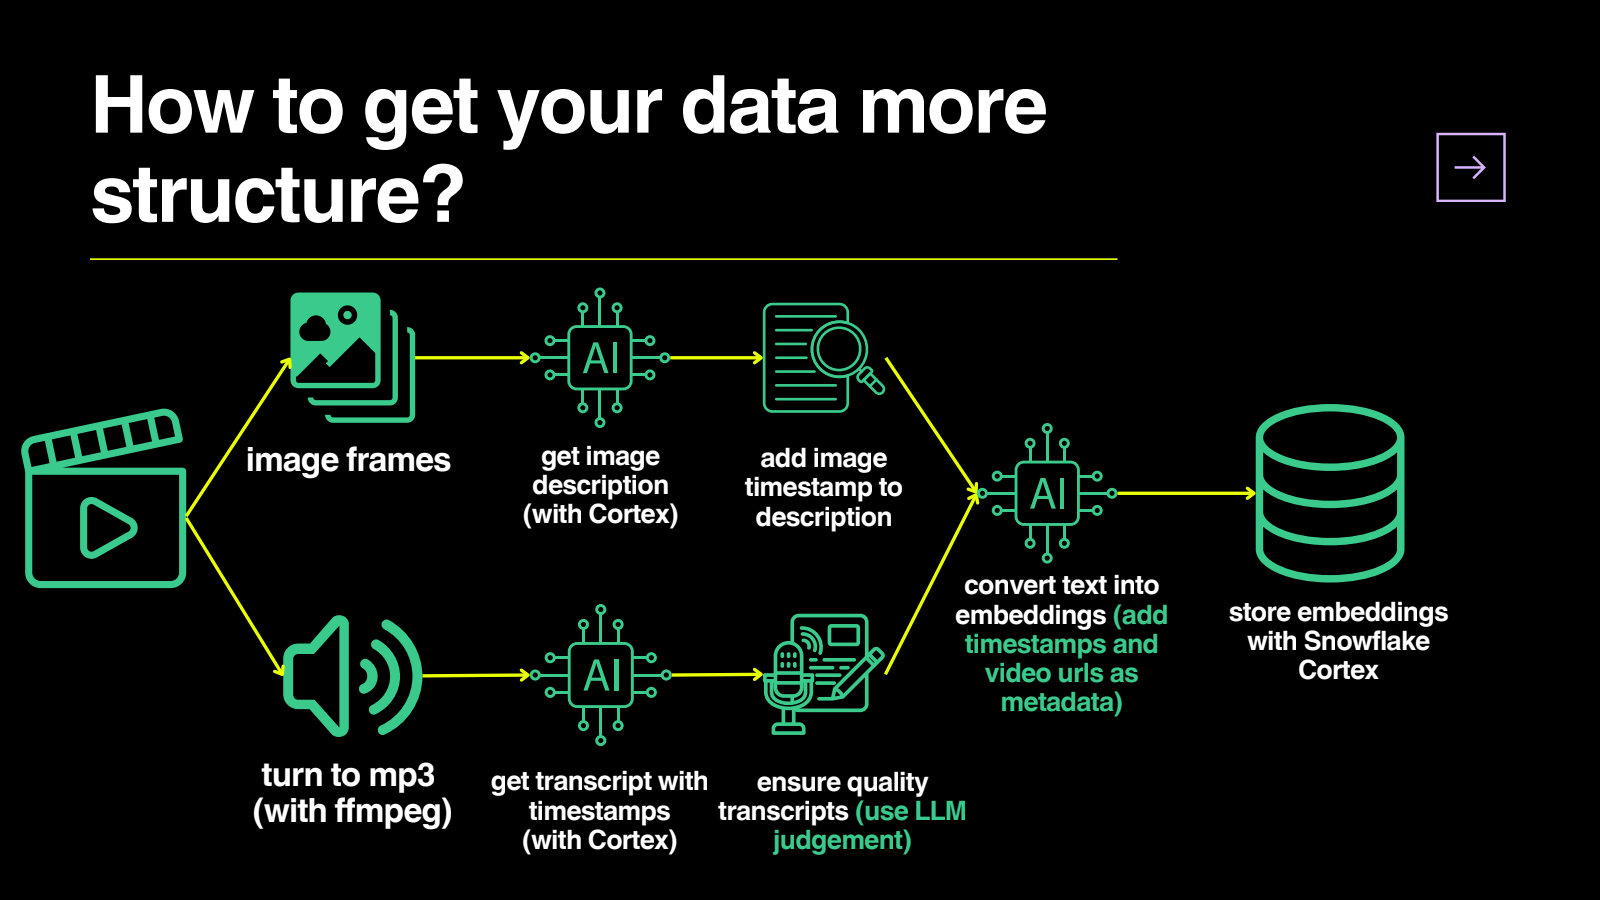 How to get your data more
structure?
image frames
AI
get image
description
(with Cortex)
add image
timestamp to
description
turn to mp3
(with ffmpeg)
AI
get transcript with
timestamps
(with Cortex)
ensure quality
transcripts (use LLM
judgement)
AI
convert text into
embeddings (add
timestamps and
video urls as
metadata)
store embeddings
with Snowflake
Cortex